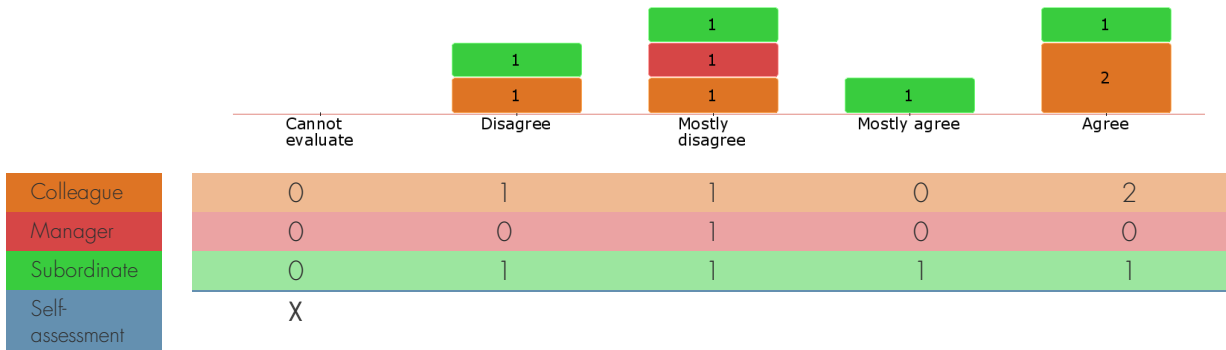 1 1 1
1 1 1 2
1 1
Cannot evaluate Disagree Mostly disagree Mostly agree Agree
Colleague 0 1 1 0 2
Manager 0 0 1 0 0
Subordinate 0 1 1 1 1
Self-assessment X